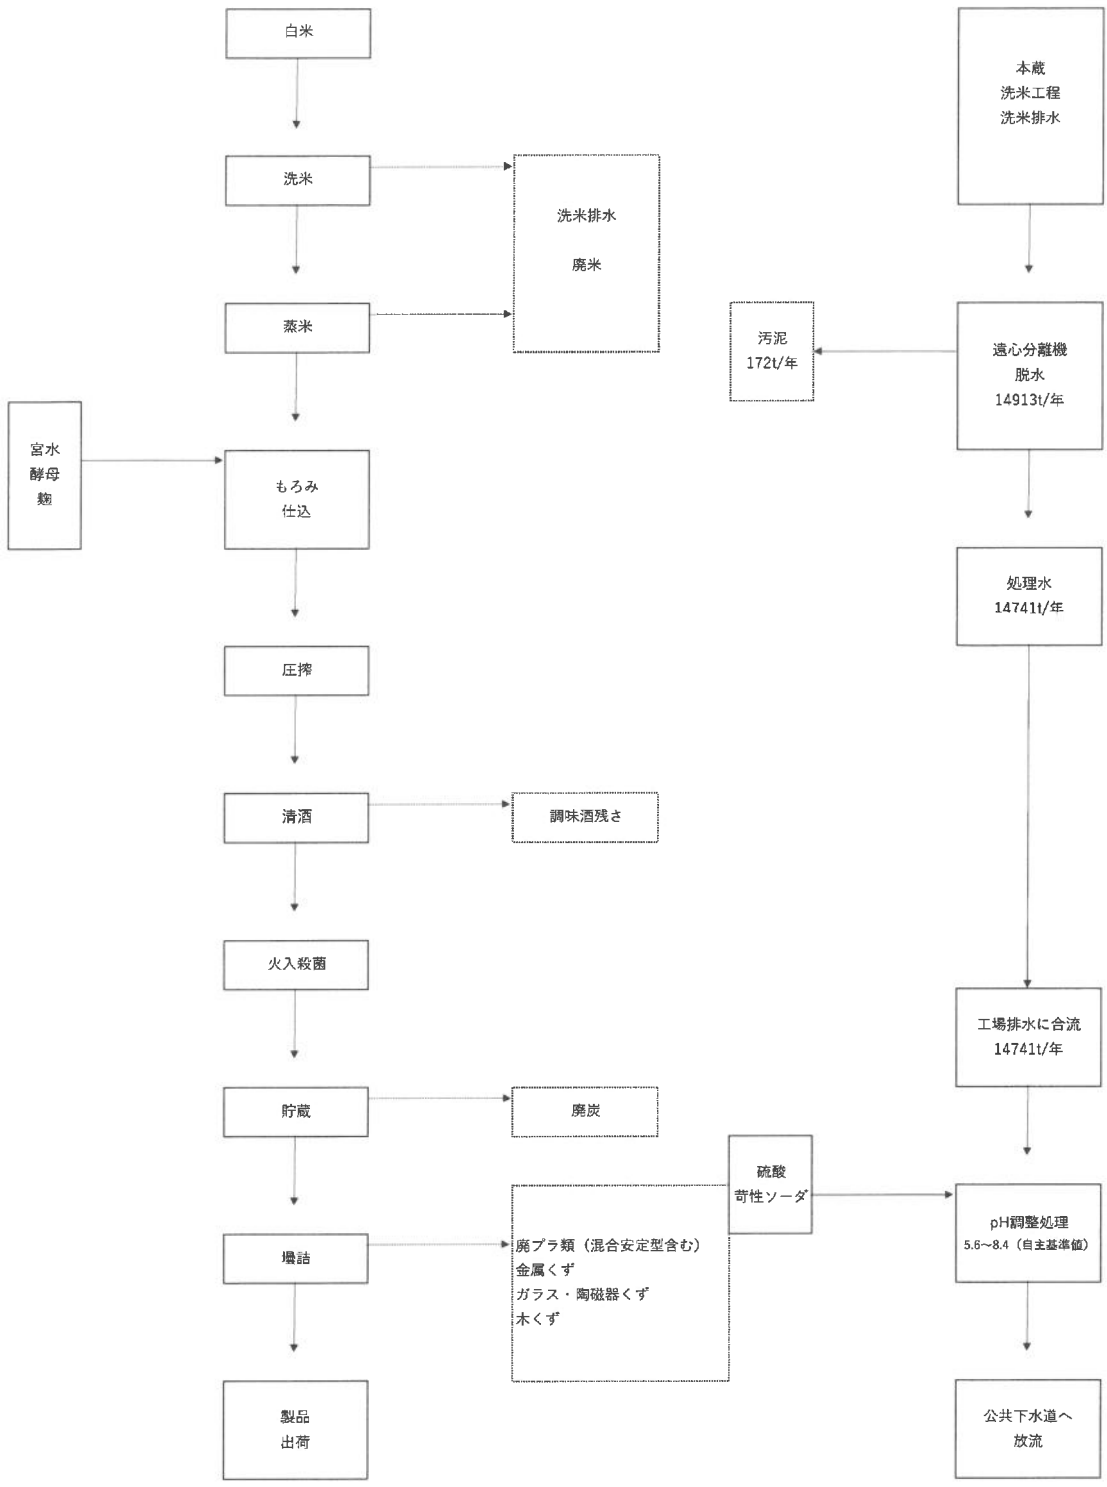 白米
洗米
蒸米
宮水
酵母
麹
もろみ
仕込
圧搾
清酒
火入殺菌
貯蔵
壜詰
製品
出荷
洗米排水
廃米
調味酒残さ
廃炭
廃プラ類（混合安定型含む）
金属くず
ガラス・陶磁器くず
木くず
本蔵
洗米工程
洗米排水
汚泥
172t/年
遠心分離機
脱水
14913t/年
処理水
14741t/年
工場排水に合流
14741t/年
硫酸
苛性ソーダ
pH調整処理
5.6～8.4（自主基準値）
公共下水道へ
放流